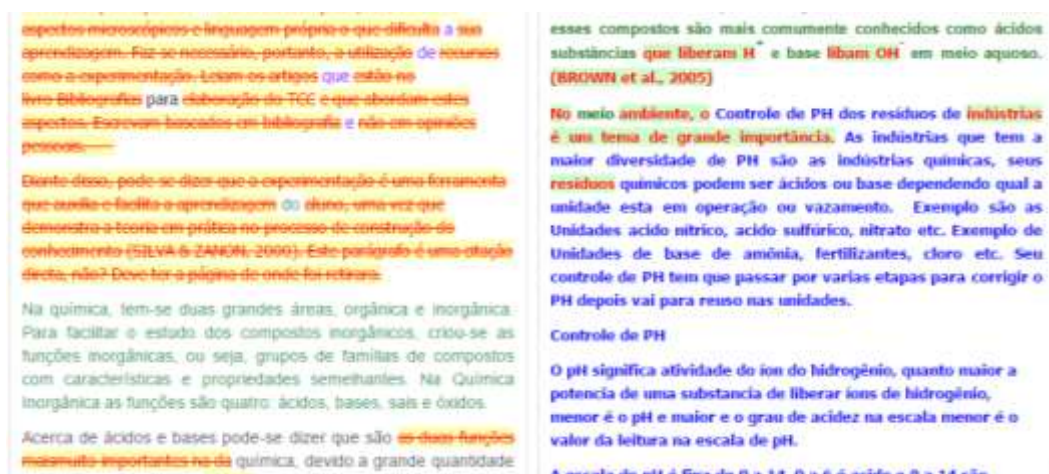 aspectos microscópicos e linguagem própria o que dificulta a sua
aprendizagem. Faz-se necessário, portanto, a utilização de recursos
como a experimentação. Leiam os artigos que estão no
livro Bibliografias para elaboração do TCC e que abordam estes
aspectos. Escrevam baseados em bibliografia e não em opiniões
pessoais.
Diante disso, pode-se dizer que a experimentação é uma ferramenta
que auxilia e facilita a aprendizagem do aluno, uma vez que
demonstra a teoria em prática no processo de construção do
conhecimento (SILVA & ZANON, 2000). Este parágrafo é uma citação
direta, não? Deve ter a página de onde foi retirara.
Na química, tem-se duas grandes áreas, orgânica e inorgânica.
Para facilitar o estudo dos compostos inorgânicos, criou-se as
funções inorgânicas, ou seja, grupos de famílias de compostos
com características e propriedades semelhantes. Na Química
Inorgânica as funções são quatro: ácidos, bases, sais e óxidos.
Acerca de ácidos e bases pode-se dizer que são as duas funções
maismuito importantes na da química, devido a grande quantidade
esses compostos são mais comumente conhecidos como ácidos
substâncias que liberam H+ e base libam OH- em meio aquoso.
(BROWN et al., 2005)
No meio ambiente, o Controle de PH dos resíduos de indústrias
é um tema de grande importância. As indústrias que tem a
maior diversidade de PH são as indústrias químicas, seus
resíduos químicos podem ser ácidos ou base dependendo qual a
unidade esta em operação ou vazamento. Exemplo são as
Unidades acido nítrico, acido sulfúrico, nitrato etc. Exemplo de
Unidades de base de amônia, fertilizantes, cloro etc. Seu
controle de PH tem que passar por varias etapas para corrigir o
PH depois vai para reuso nas unidades.
Controle de PH
O pH significa atividade do íon do hidrogênio, quanto maior a
potencia de uma substancia de liberar íons de hidrogênio,
menor é o pH e maior e o grau de acidez na escala menor é o
valor da leitura na escala de pH.